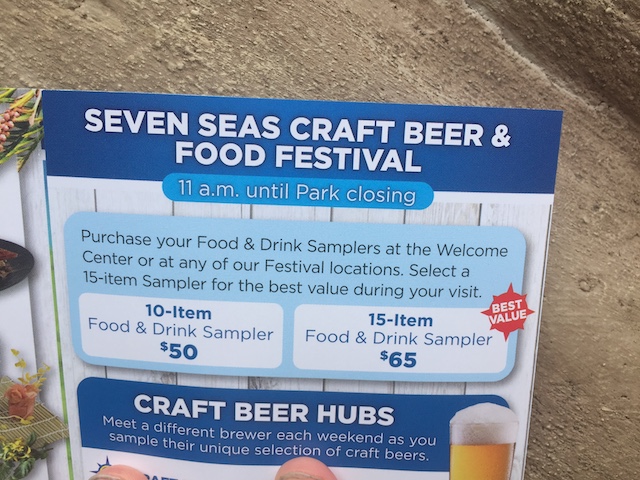 SEVEN SEAS CRAFT BEER &
FOOD FESTIVAL
11 a.m. until Park closing
Purchase your Food & Drink Samplers at the Welcome
Center or at any of our Festival locations. Select a
15-item Sampler for the best value during your visit.
10-Item
Food & Drink Sampler
$50
15-Item
Food & Drink Sampler
$65
BEST
VALUE
CRAFT BEER HUBS
Meet a different brewer each weekend as you
sample their unique selection of craft beers.